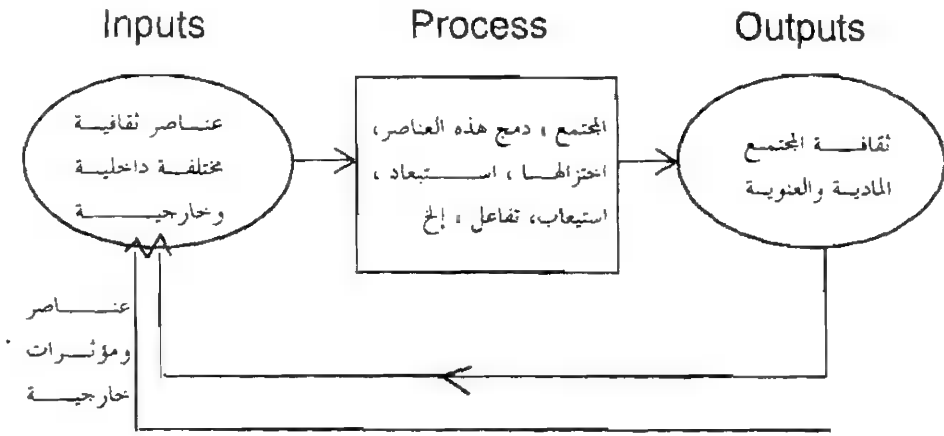 Inputs
Process
Outputs
عناصر ثقافية
مختلفة داخلية
وخارجية
المجتمع ، دمج هذه العناصر،
اختزالها ، استبعاد ،
استيعاب، تفاعل ، إلخ
ثقافة المجتمع
المادية والعنوية
عناصر
ومؤثرات
خارجية